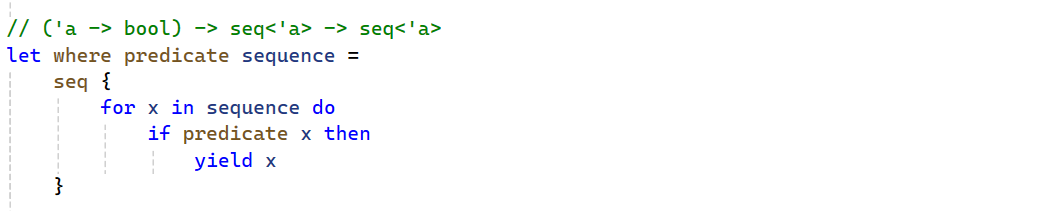 // ('a -> bool) -> seq<'a> -> seq<'a>
let where predicate sequence =
    seq {
        for x in sequence do
            if predicate x then
                yield x
    }